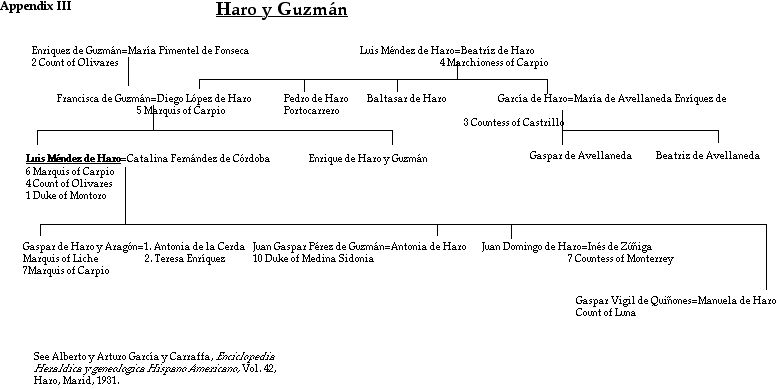 Appendix III
Haro y Guzmán
Enriquez de Guzmán=María Pimentel de Fonseca
2 Count of Olivares
Luis Méndez de Haro=Beatríz de Haro
4 Marchioness of Carpio
Francisca de Guzmán=Diego López de Haro
5 Marquis of Carpio
Pedro de Haro
Portocarrero
Baltasar de Haro
García de Haro=María de Avellaneda Enríquez de
3 Countess of Castrillo
Luis Méndez de Haro=Catalina Fernández de Córdoba
6 Marquis of Carpio
4 Count of Olivares
1 Duke of Montoro
Enrique de Haro y Guzmán
Gaspar de Avellaneda
Beatriz de Avellaneda
Gaspar de Haro y Aragón=1. Antonia de la Cerda
Marquis of Liche 2. Teresa Enríquez
7Marquis of Carpio
Juan Gaspar Pérez de Guzmán=Antonia de Haro
10 Duke of Medina Sidonia
Juan Domingo de Haro=Inés de Zúñiga
7 Countess of Monterrey
Gaspar Vigil de Quiñones=Manuela de Haro
Count of Luna
See Alberto y Arturo García y Carraffa, Enciclopedia
Heraldica y geneologica Hispano Americano, Vol. 42,
Haro, Marid, 1931.